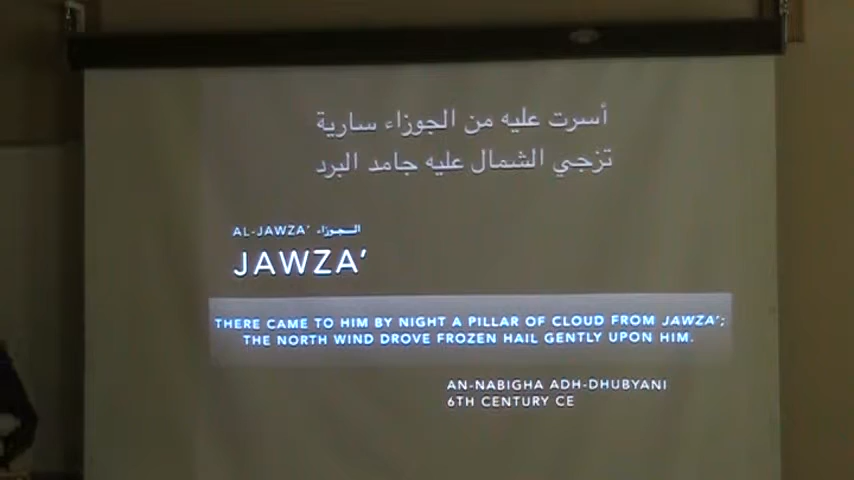 أسرت عليه من الجوزاء سارية
تزجي الشمال عليه جامد البرد
AL-JAWZA’ الـجـوزاء
JAWZA’
THERE CAME TO HIM BY NIGHT A PILLAR OF CLOUD FROM JAWZA’;
THE NORTH WIND DROVE FROZEN HAIL GENTLY UPON HIM.
AN-NABIGHA ADH-DHUBYANI
6TH CENTURY CE